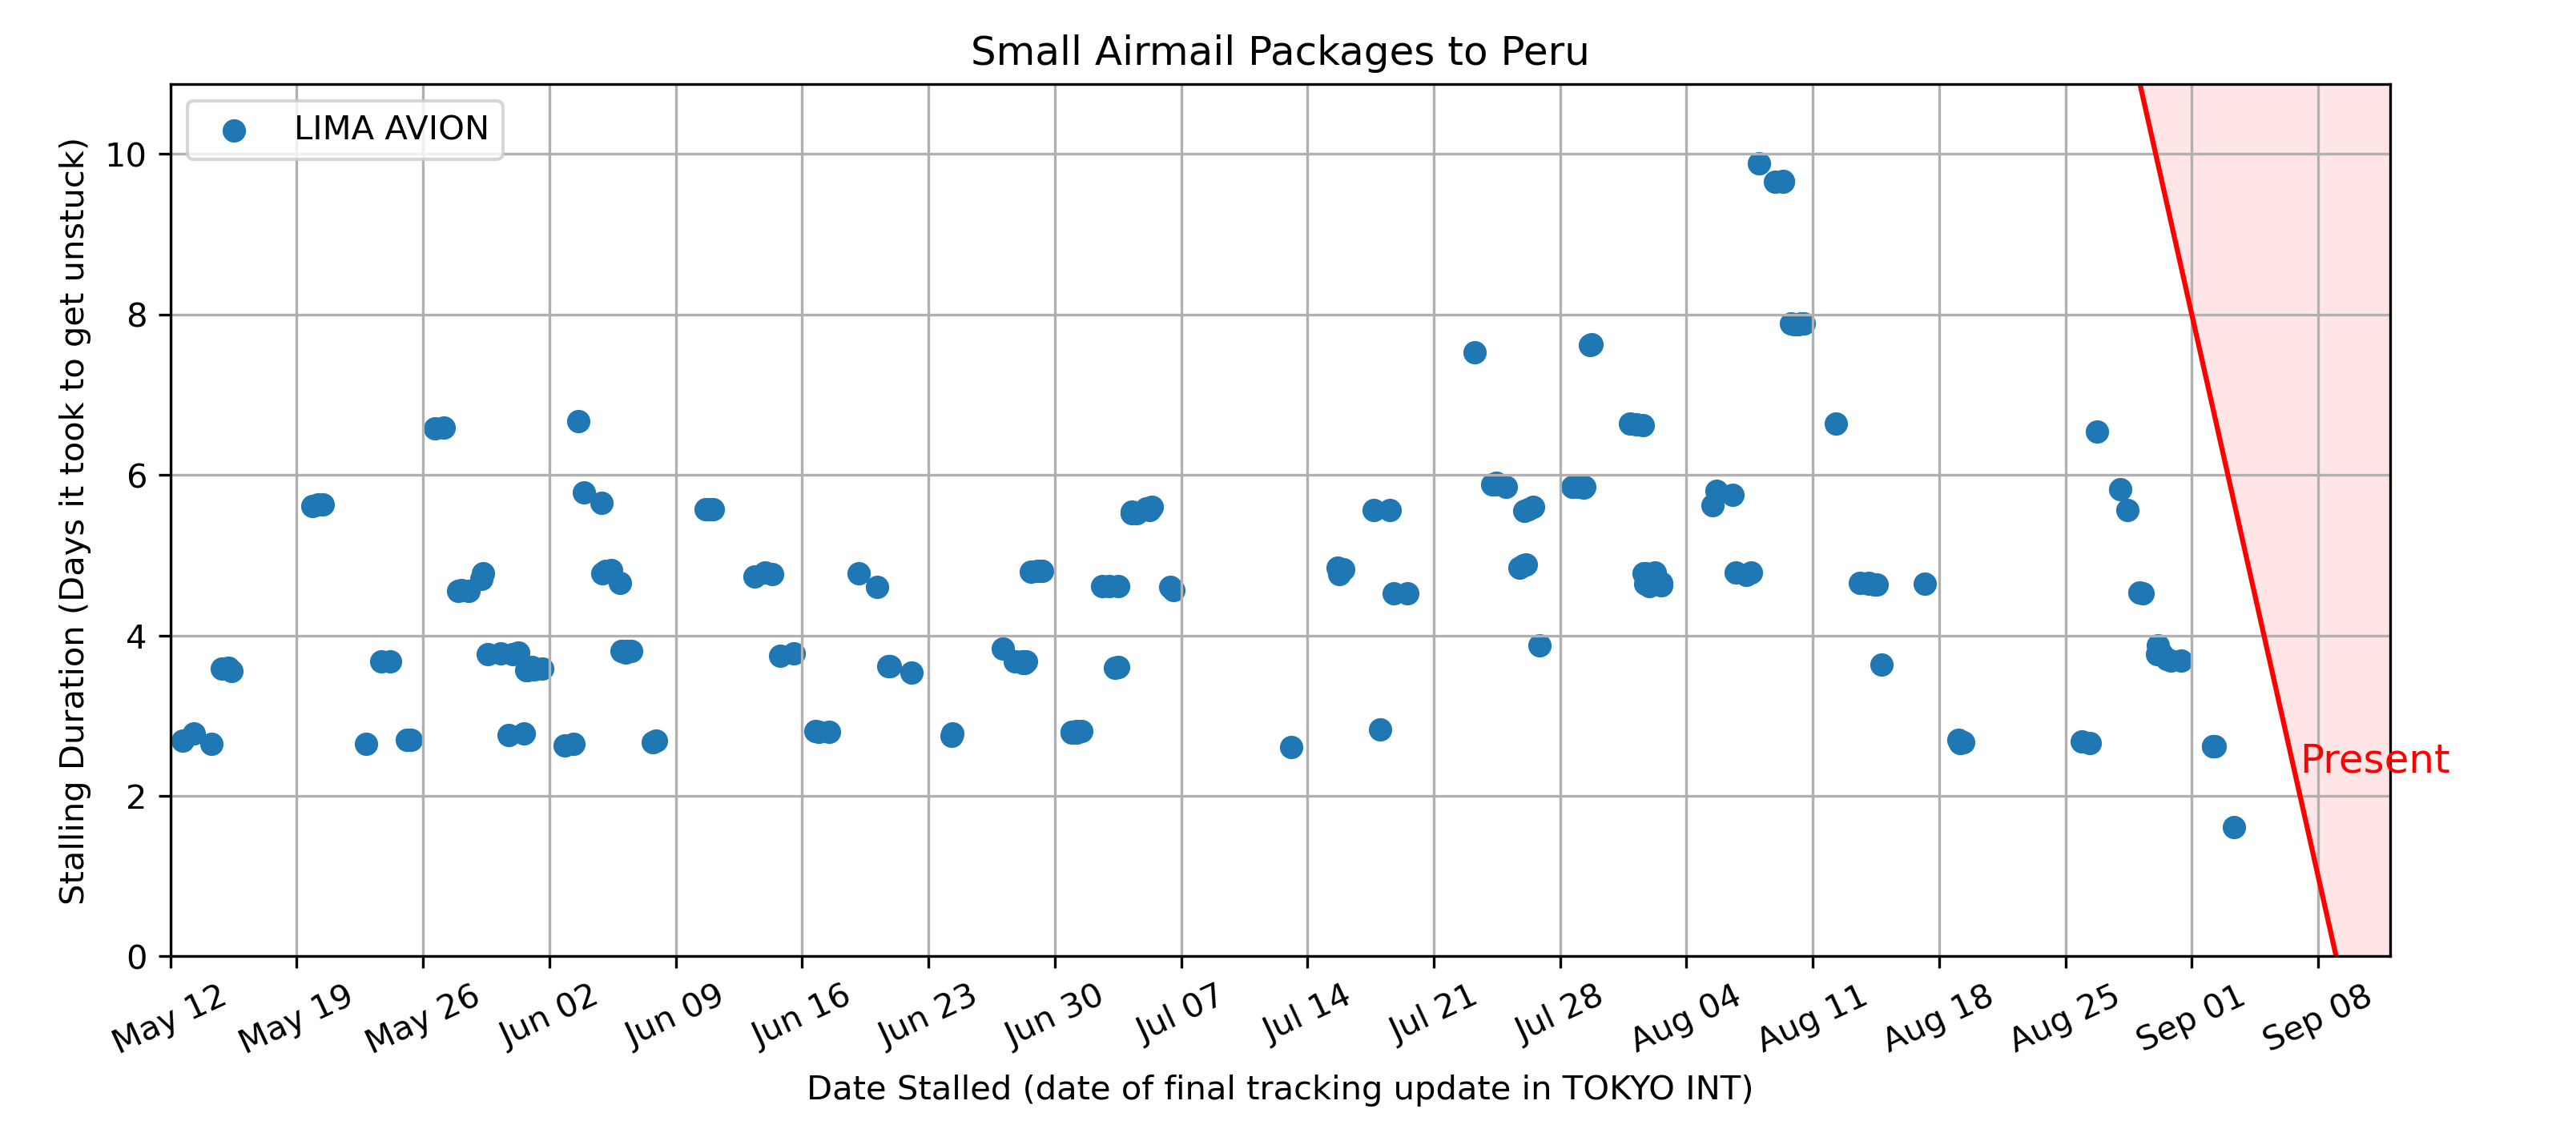 Small Airmail Packages to Peru
LIMA AVION
Stalling Duration (Days it took to get unstuck)
10
8
6
4
2
0
Present
May 12
May 19
May 26
Jun 02
Jun 09
Jun 16
Jun 23
Jun 30
Jul 07
Jul 14
Jul 21
Jul 28
Aug 04
Aug 11
Aug 18
Aug 25
Sep 01
Sep 08
Date Stalled (date of final tracking update in TOKYO INT)